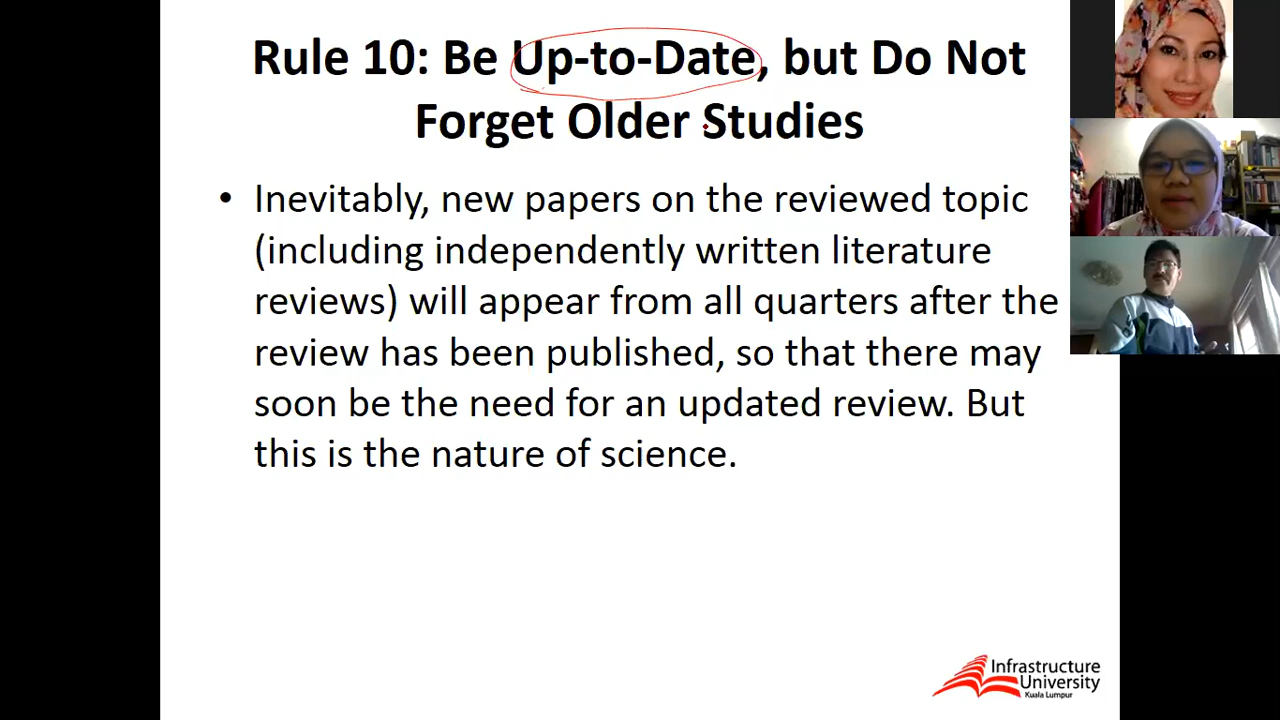 Rule 10: Be Up-to-Date, but Do Not
Forget Older Studies
• Inevitably, new papers on the reviewed topic
(including independently written literature
reviews) will appear from all quarters after the
review has been published, so that there may
soon be the need for an updated review. But
this is the nature of science.
Infrastructure
University
Kuala Lumpur